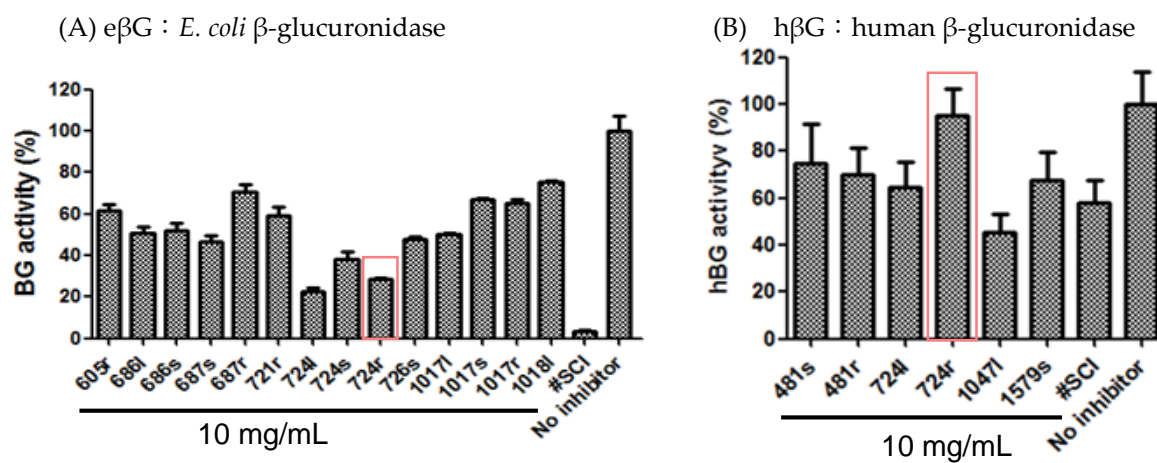 (A) eβG：E. coli β-glucuronidase
BG activity (%)
120
100
80
60
40
20
0
605r
686l
686s
687s
687r
721r
724l
724s
724r
726s
1017l
1017s
1017r
1018l
#SCI
No inhibitor
10 mg/mL
(B) hβG：human β-glucuronidase
hBG activityv (%)
120
100
80
60
40
20
0
481s
481r
724l
724r
1047l
1579s
#SCI
No inhibitor
10 mg/mL